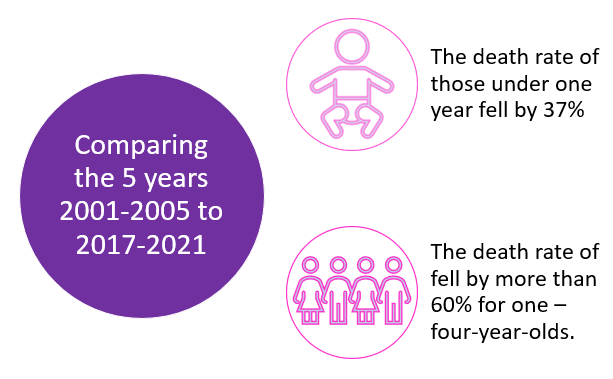 Comparing
the 5 years
2001-2005 to
2017-2021
The death rate of
those under one
year fell by 37%
The death rate of
fell by more than
60% for one –
four-year-olds.